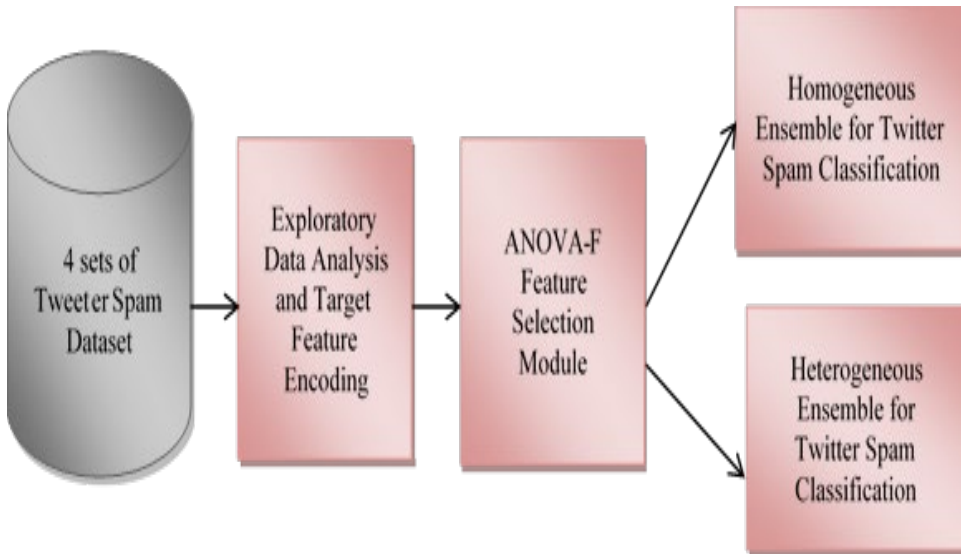 4 sets of
Tweeter Spam
Dataset
Exploratory
Data Analysis
and Target
Feature
Encoding
ANOVA-F
Feature
Selection
Module
Homogeneous
Ensemble for Twitter
Spam Classification
Heterogeneous
Ensemble for
Twitter Spam
Classification